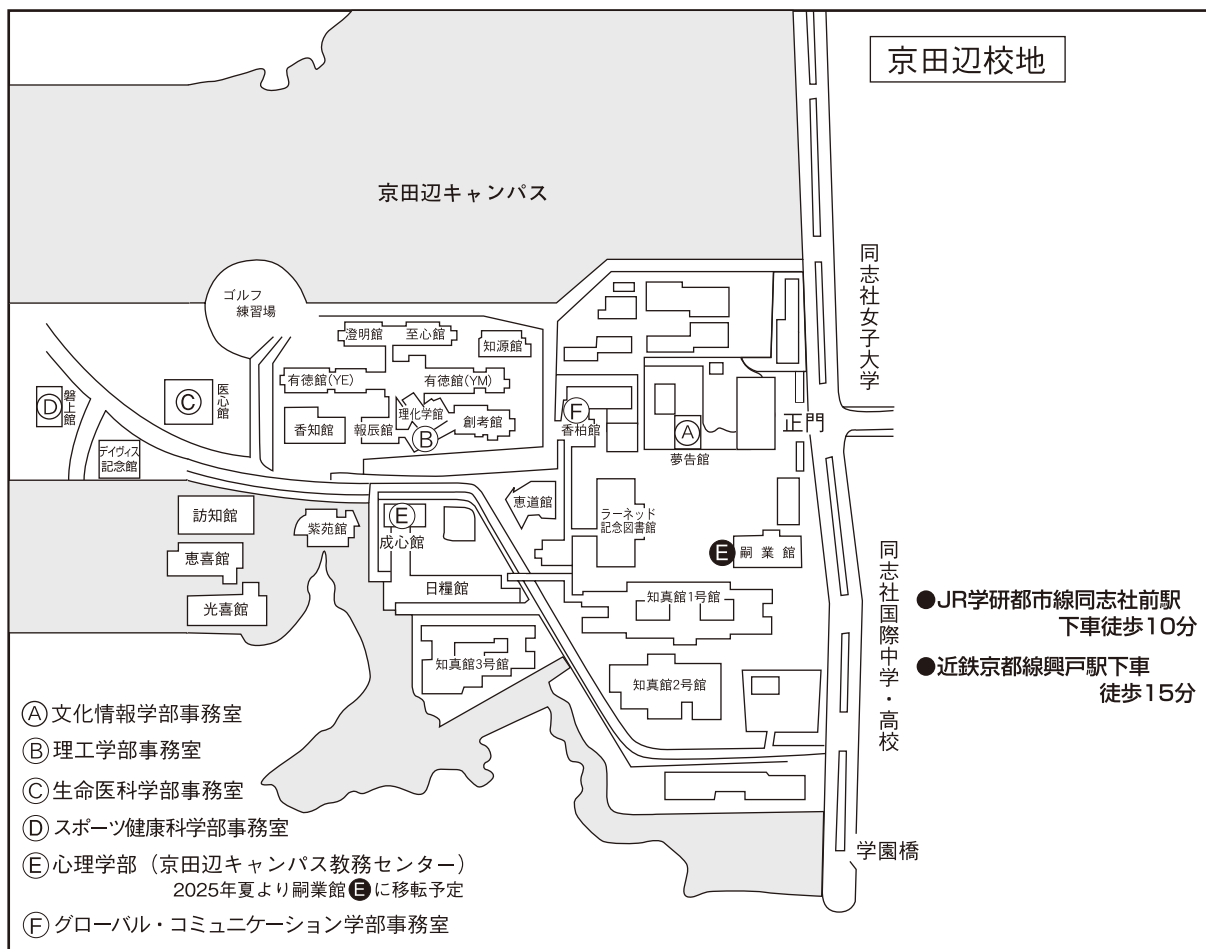 京田辺校地
京田辺キャンパス
同志社女子大学
ゴルフ
練習場
澄明館
至心館
知源館
有徳館(YE)
有徳館(YM)
医心館
Ⓒ
磐上館
Ⓓ
理化学館
香知館
報辰館
創考館
Ⓑ
Ⓕ
香柏館
Ⓐ
夢告館
正門
デイヴィス
記念館
訪知館
紫苑館
Ⓔ
成心館
恵道館
ラーネッド
記念図書館
恵喜館
E
嗣業館
光喜館
日糧館
知真館1号館
知真館3号館
知真館2号館
同志社国際中学・高校
●JR学研都市線同志社前駅
下車徒歩10分
●近鉄京都線興戸駅下車
徒歩15分
学園橋
Ⓐ文化情報学部事務室
Ⓑ理工学部事務室
Ⓒ生命医科学部事務室
Ⓓスポーツ健康科学部事務室
Ⓔ心理学部（京田辺キャンパス教務センター）
2025年夏より嗣業館Eに移転予定
Ⓕグローバル・コミュニケーション学部事務室